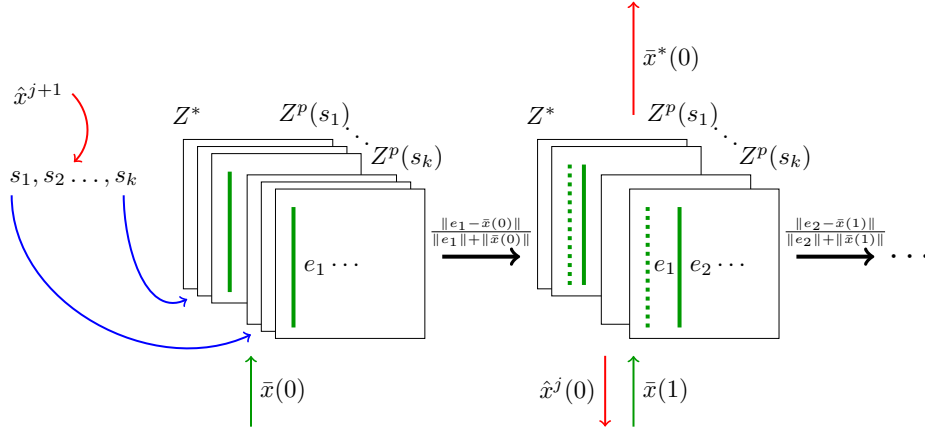 x̄*(0)
x̂^{j+1}
Z* Z^p(s_1) ⋱ Z^p(s_k)
Z* Z^p(s_1) ⋱ Z^p(s_k)
s_1, s_2 …, s_k
‖e_1−x̄(0)‖ / ‖e_1‖+‖x̄(0)‖
‖e_2−x̄(1)‖ / ‖e_2‖+‖x̄(1)‖
e_1 ⋯
e_1 e_2 ⋯
⋯
x̄(0)
x̂^j(0)
x̄(1)